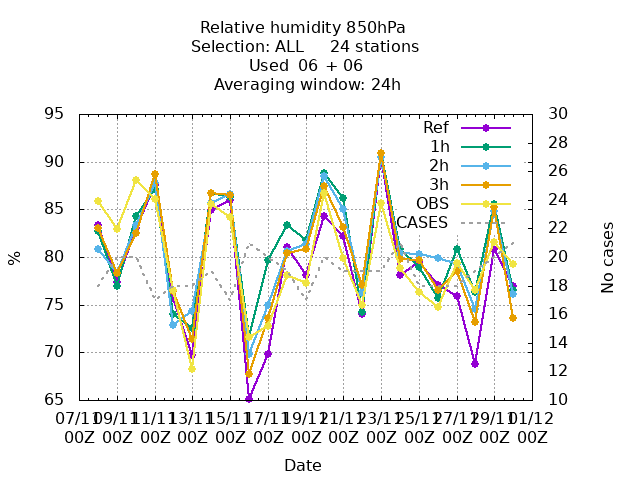 Relative humidity 850hPa
Selection: ALL 24 stations
Used 06 + 06
Averaging window: 24h
95
90
85
80
75
70
65
%
30
28
26
24
22
20
18
16
14
12
10
No cases
Ref
1h
2h
3h
OBS
CASES
07/11 09/11 11/11 13/11 15/11 17/11 19/11 21/11 23/11 25/11 27/11 29/11 01/12
00Z 00Z 00Z 00Z 00Z 00Z 00Z 00Z 00Z 00Z 00Z 00Z 00Z
Date